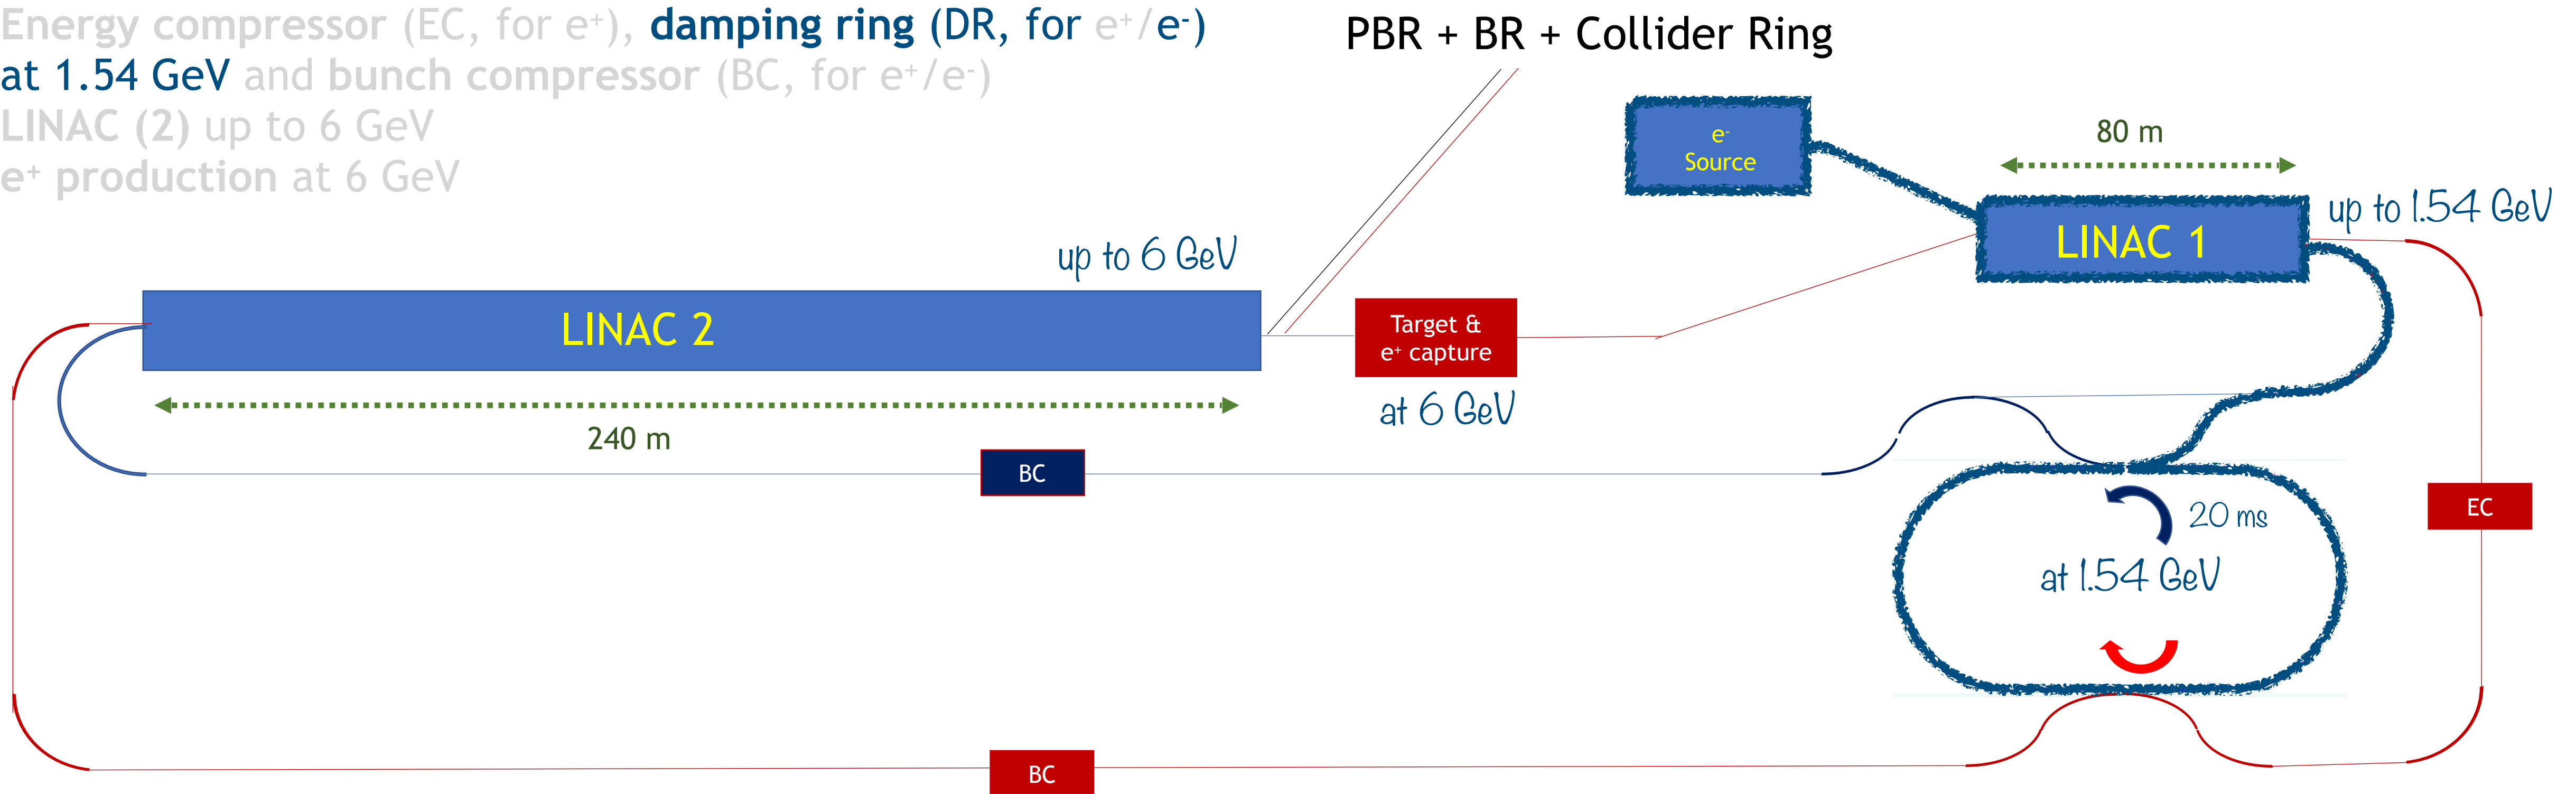 Energy compressor (EC, for e⁺), damping ring (DR, for e⁺/e⁻)
at 1.54 GeV and bunch compressor (BC, for e⁺/e⁻)
LINAC (2) up to 6 GeV
e⁺ production at 6 GeV
PBR + BR + Collider Ring
e⁻
Source
80 m
LINAC 1
up to 1.54 GeV
up to 6 GeV
LINAC 2
Target &
e⁺ capture
at 6 GeV
240 m
BC
20 ms
at 1.54 GeV
EC
BC